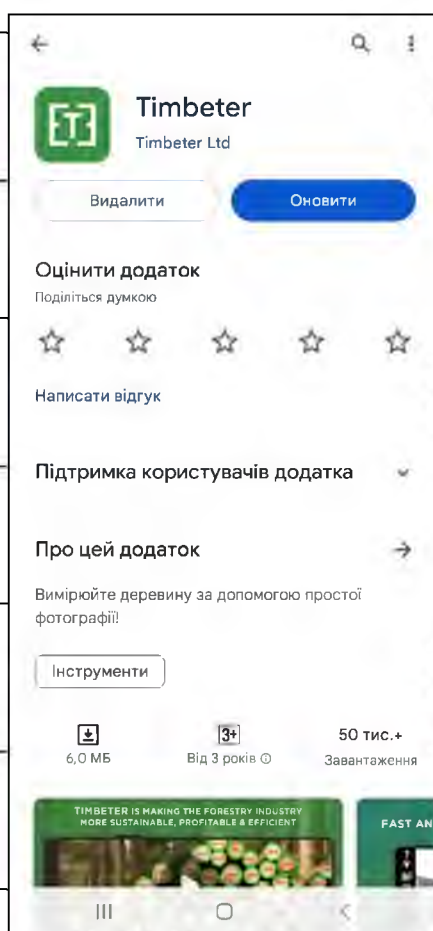 Timbeter
Timbeter Ltd
Видалити
Оновити
Оцінити додаток
Поділіться думкою
Написати відгук
Підтримка користувачів додатка
Про цей додаток
Вимірюйте деревину за допомогою простої
фотографії!
Інструменти
3+
50 тис.+
6,0 МБ
Від 3 років
Завантаження
TIMBETER IS MAKING THE FORESTRY INDUSTRY
MORE SUSTAINABLE, PROFITABLE & EFFICIENT
FAST AN